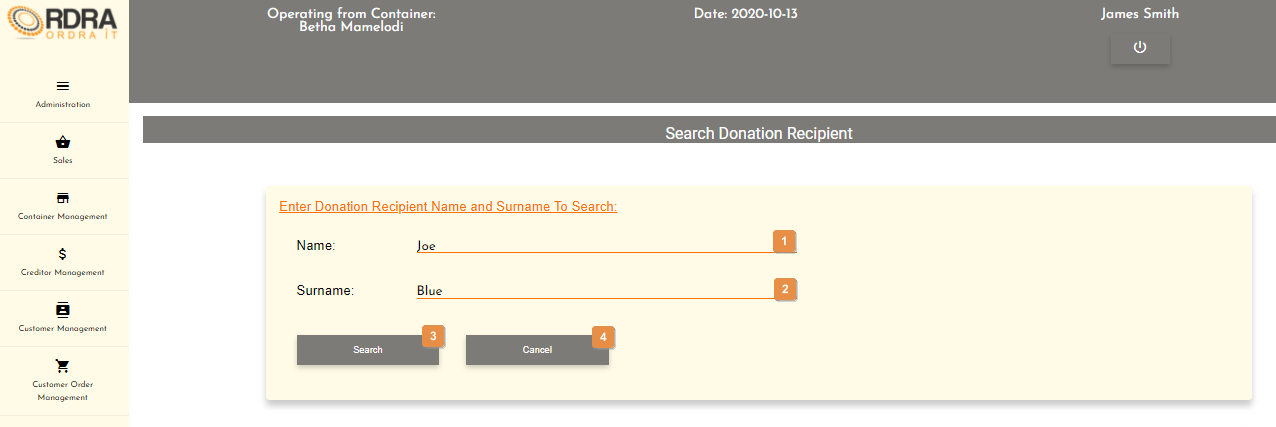 RDRA
ORDRA IT
Operating from Container:
Betha Mamelodi
Date: 2020-10-13
James Smith
Administration
Sales
Container Management
Creditor Management
Customer Management
Customer Order
Management
Search Donation Recipient
Enter Donation Recipient Name and Surname To Search:
Name: Joe 1
Surname: Blue 2
Search 3 Cancel 4